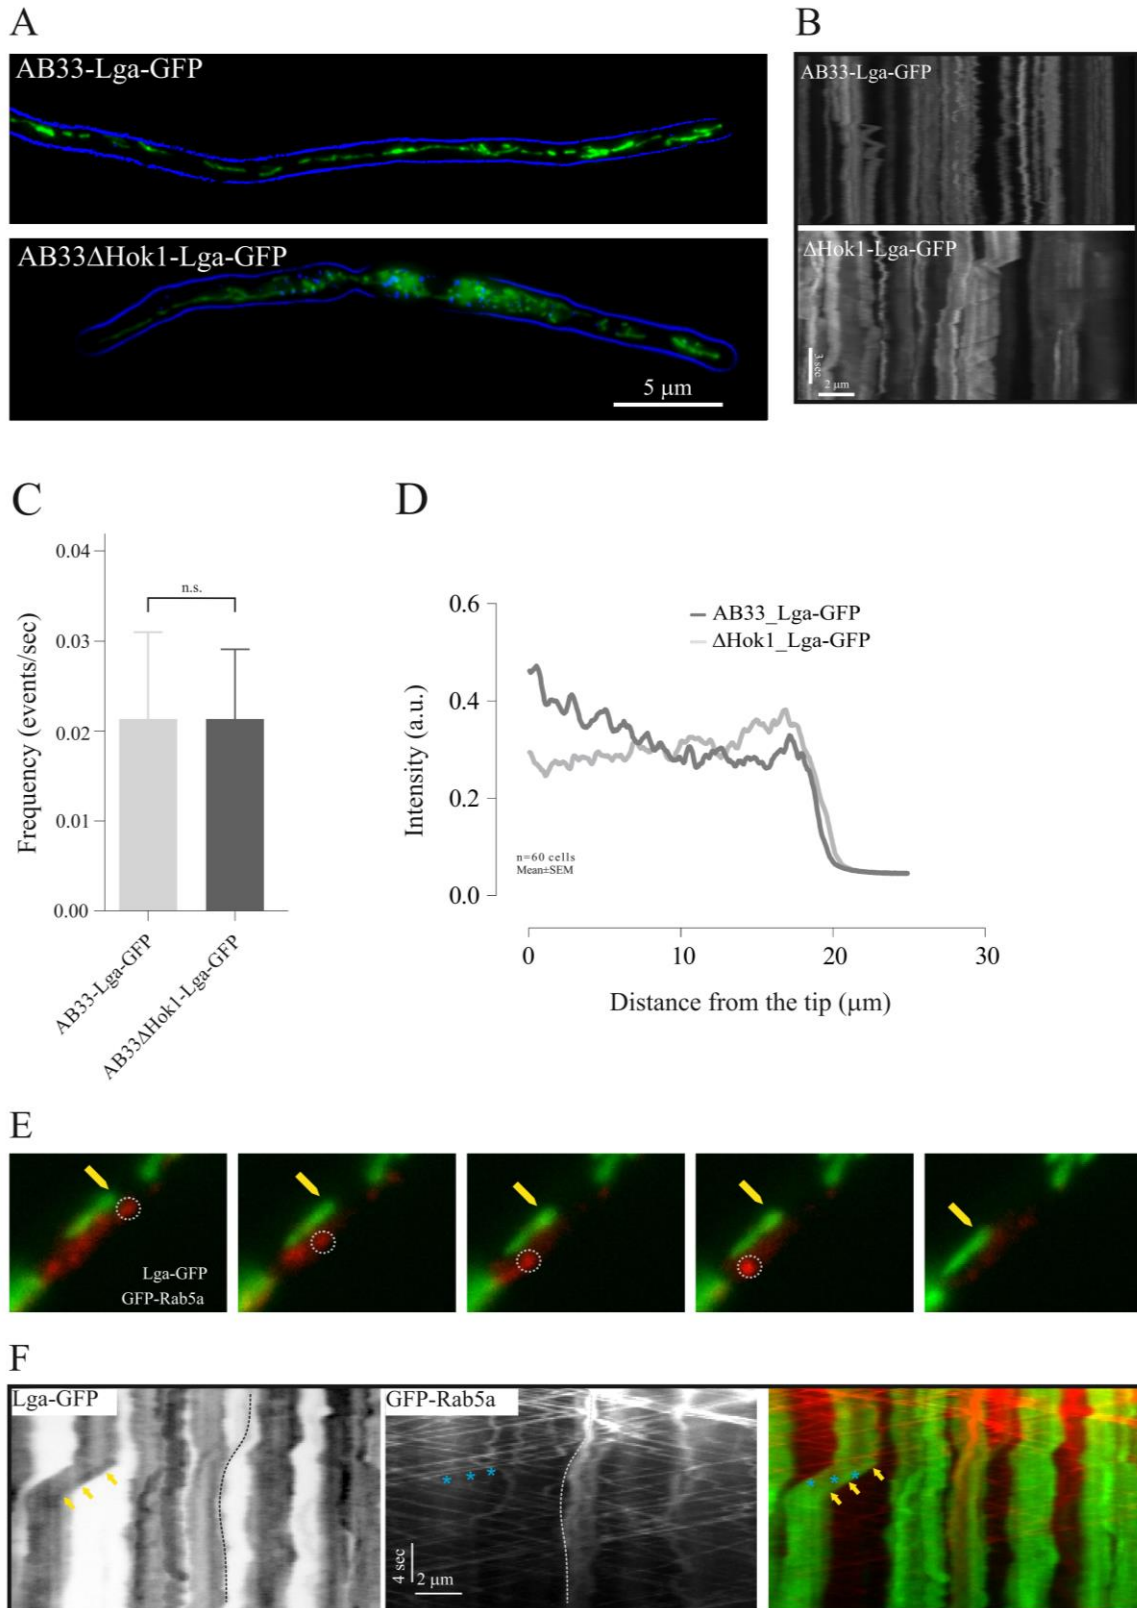 A
B
AB33-Lga-GFP
AB33ΔHok1-Lga-GFP
5 µm
AB33-Lga-GFP
ΔHok1-Lga-GFP
3 sec
2 µm
C
Frequency (events/sec)
0.04
0.03
0.02
0.01
0.00
n.s.
AB33-Lga-GFP
AB33ΔHok1-Lga-GFP
D
Intensity (a.u.)
0.6
0.4
0.2
0.0
AB33_Lga-GFP
ΔHok1_Lga-GFP
n=60 cells
Mean±SEM
0
10
20
30
Distance from the tip (µm)
E
Lga-GFP
GFP-Rab5a
F
Lga-GFP
GFP-Rab5a
* * *
4 sec
2 µm
* * *